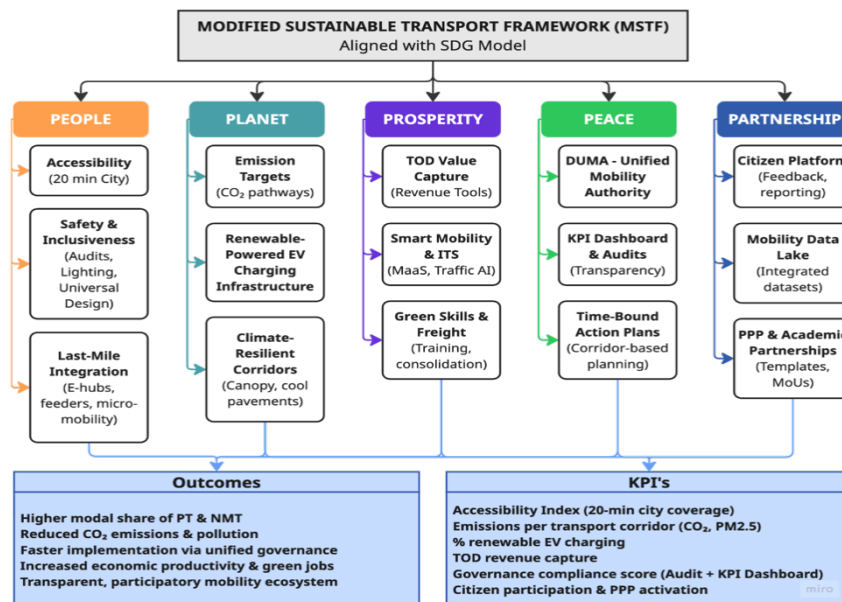 MODIFIED SUSTAINABLE TRANSPORT FRAMEWORK (MSTF)
Aligned with SDG Model
PEOPLE
Accessibility
(20 min City)
Safety &
Inclusiveness
(Audits,
Lighting,
Universal
Design)
Last-Mile
Integration
(E-hubs,
feeders, micro-
mobility)
PLANET
Emission
Targets
(CO₂ pathways)
Renewable-
Powered EV
Charging
Infrastructure
Climate-
Resilient
Corridors
(Canopy, cool
pavements)
PROSPERITY
TOD Value
Capture
(Revenue Tools)
Smart Mobility
& ITS
(MaaS, Traffic AI)
Green Skills &
Freight
(Training,
consolidation)
PEACE
DUMA - Unified
Mobility
Authority
KPI Dashboard
& Audits
(Transparency)
Time-Bound
Action Plans
(Corridor-based
planning)
PARTNERSHIP
Citizen Platform
(Feedback,
reporting)
Mobility Data
Lake
(Integrated
datasets)
PPP & Academic
Partnerships
(Templates,
MoUs)
Outcomes
Higher modal share of PT & NMT
Reduced CO₂ emissions & pollution
Faster implementation via unified governance
Increased economic productivity & green jobs
Transparent, participatory mobility ecosystem
KPI's
Accessibility Index (20-min city coverage)
Emissions per transport corridor (CO₂, PM2.5)
% renewable EV charging
TOD revenue capture
Governance compliance score (Audit + KPI Dashboard)
Citizen participation & PPP activation
miro